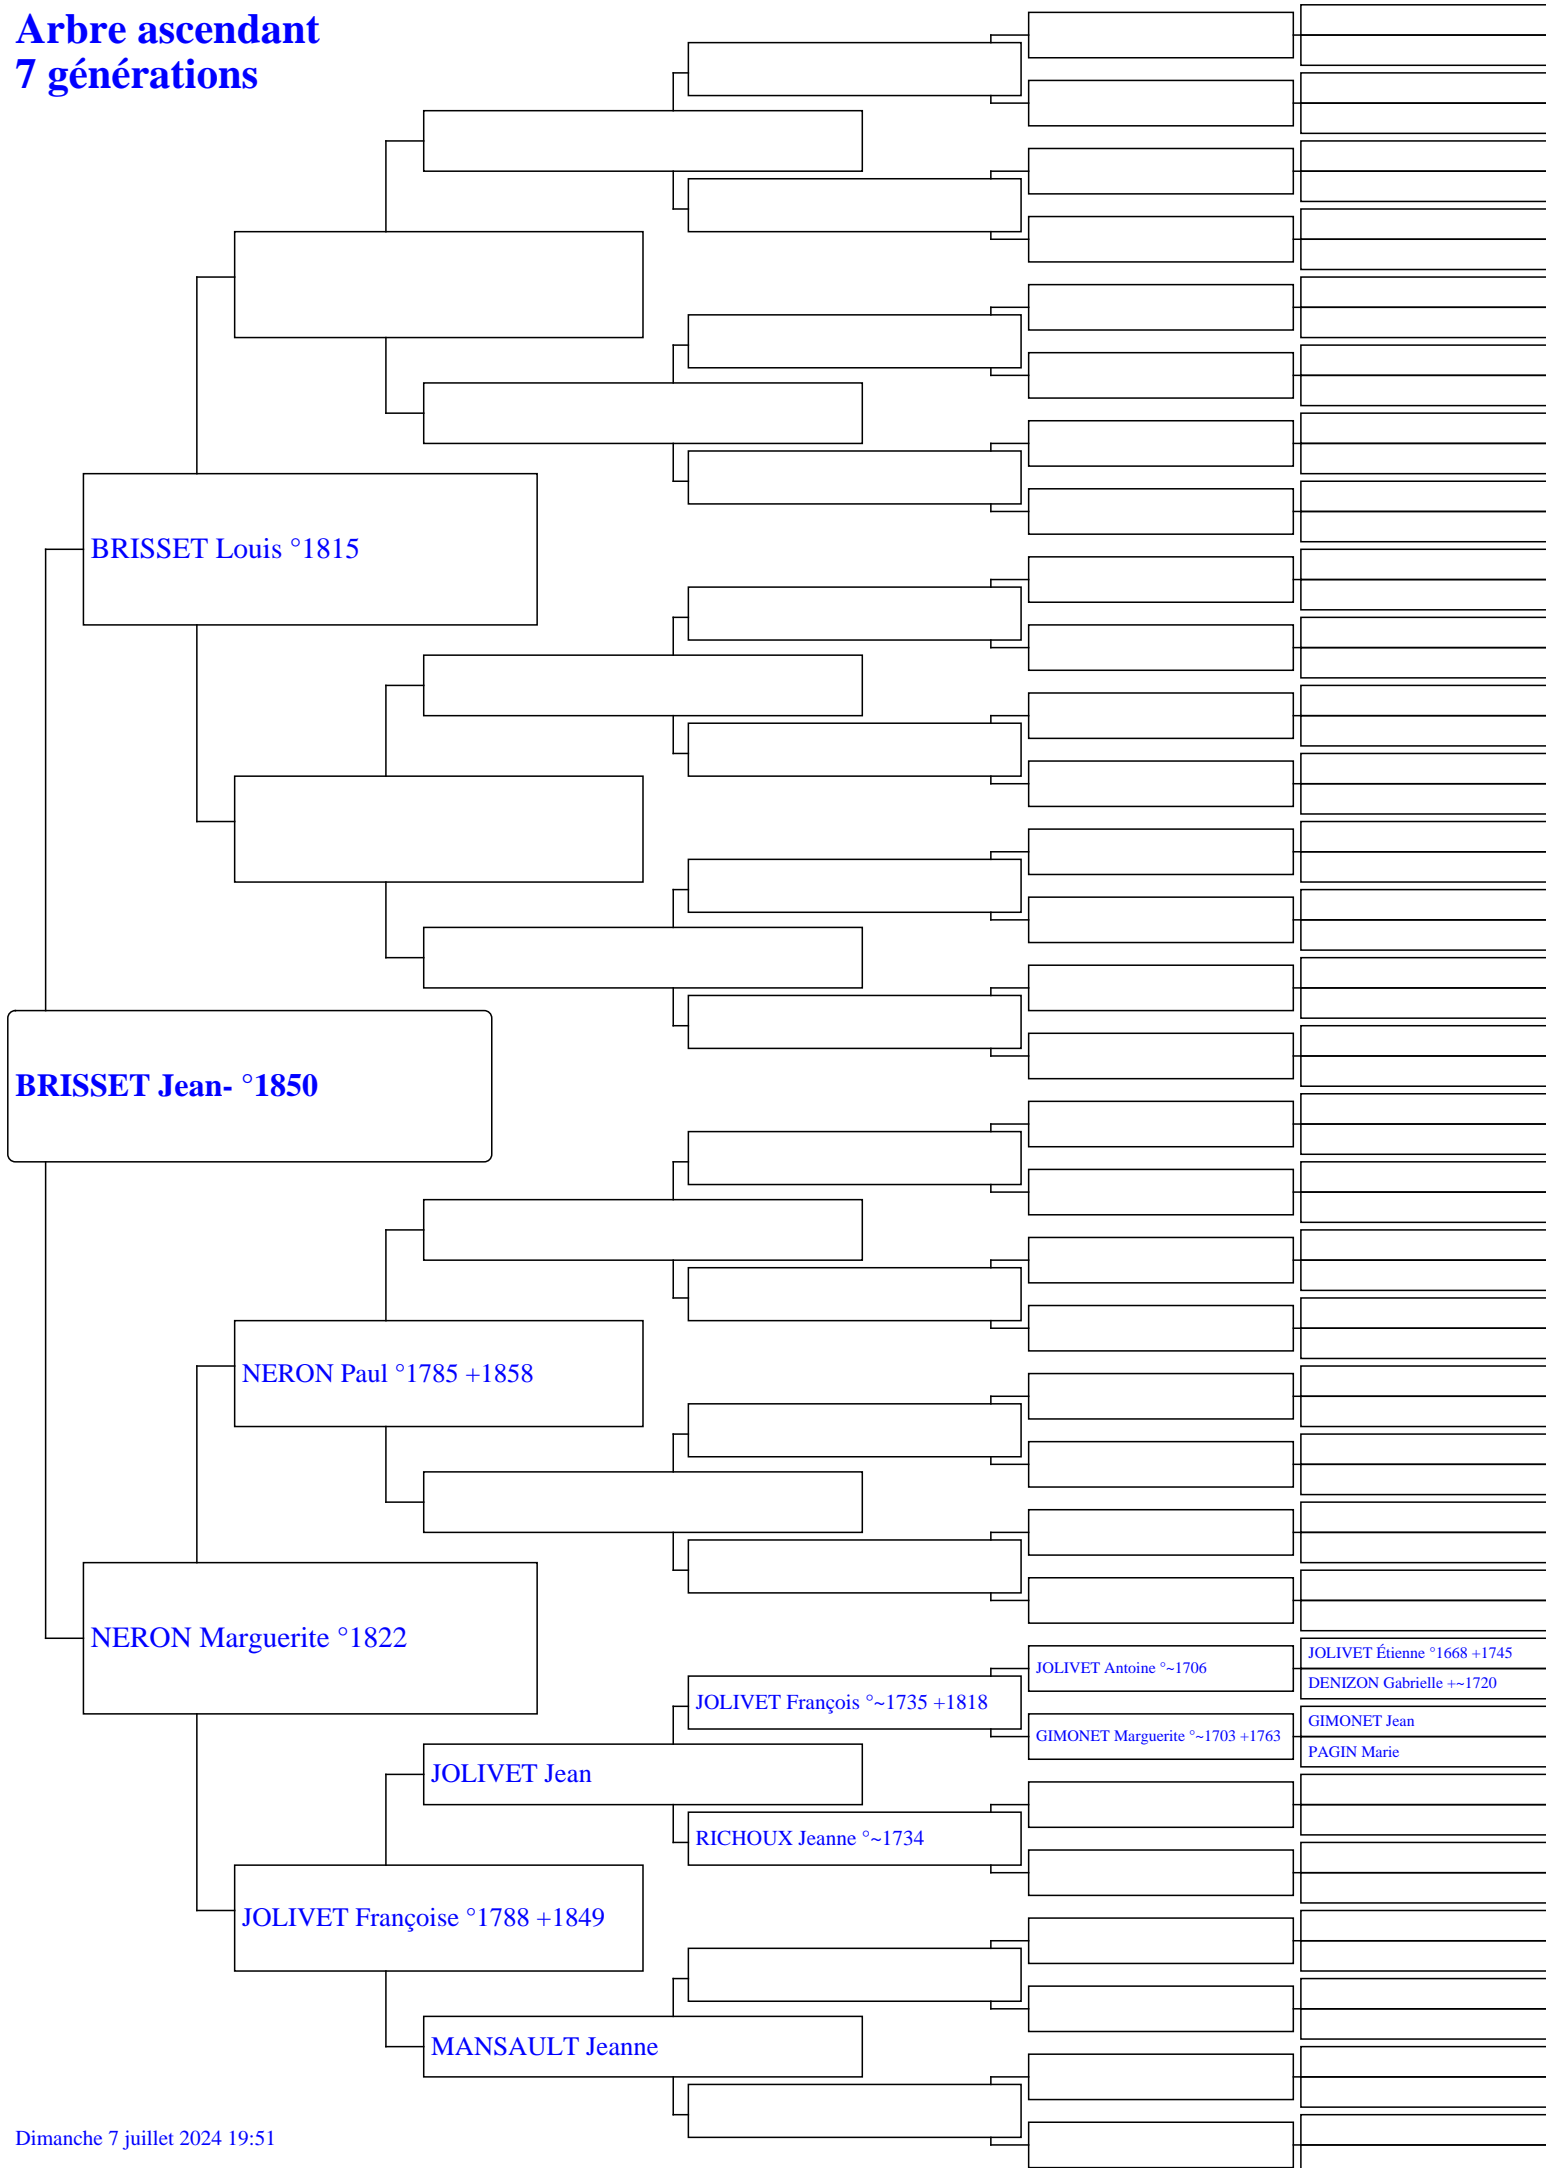 Arbre ascendant
7 générations
BRISSET Louis °1815
BRISSET Jean- °1850
NERON Paul °1785 +1858
NERON Marguerite °1822
JOLIVET Étienne °1668 +1745
JOLIVET Antoine °~1706
DENIZON Gabrielle +~1720
JOLIVET François °~1735 +1818
GIMONET Jean
GIMONET Marguerite °~1703 +1763
PAGIN Marie
JOLIVET Jean
RICHOUX Jeanne °~1734
JOLIVET Françoise °1788 +1849
MANSAULT Jeanne
Dimanche 7 juillet 2024 19:51